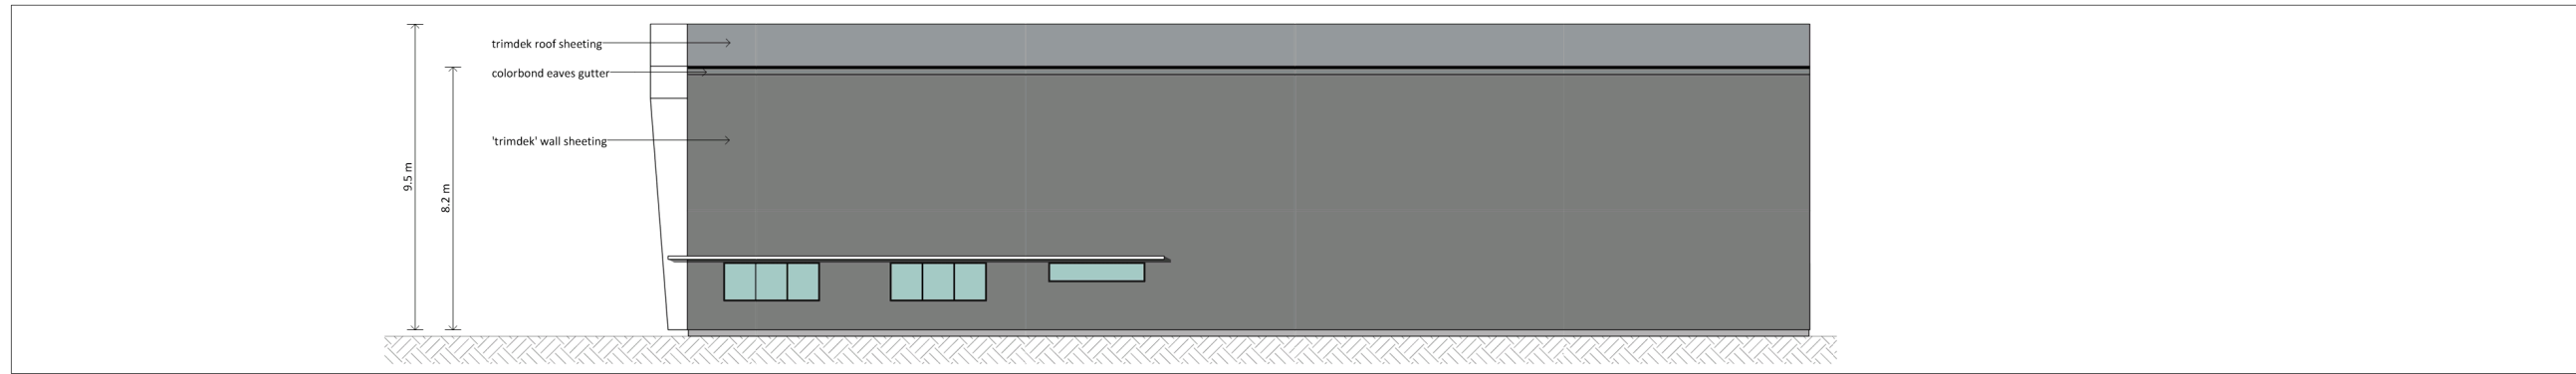 trimdek roof sheeting
colorbond eaves gutter
'trimdek' wall sheeting
9.5 m
8.2 m